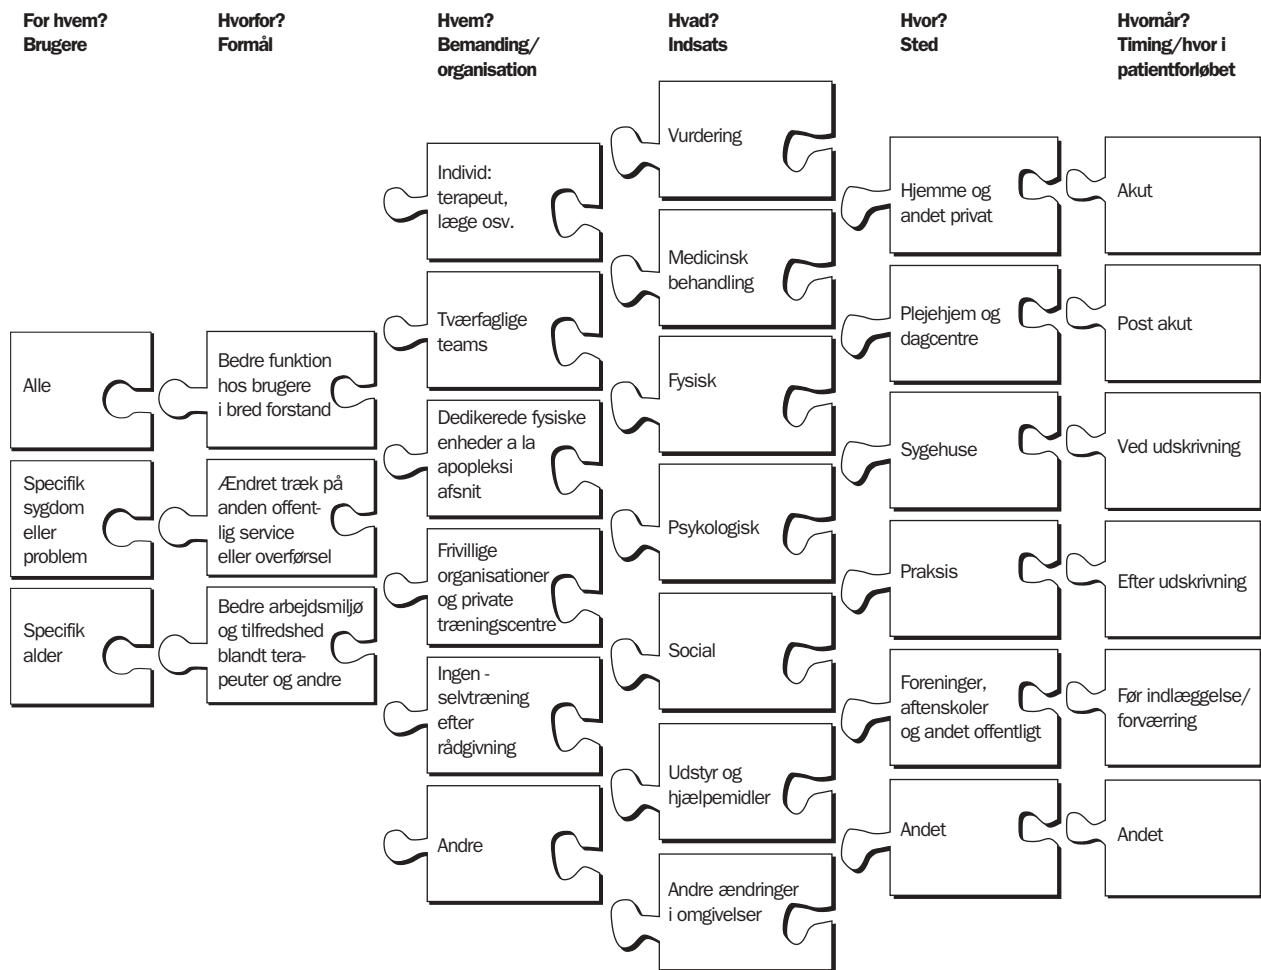 For hvem?
Brugere
Hvorfor?
Formål
Hvem?
Bemanding/
organisation
Hvad?
Indsats
Hvor?
Sted
Hvornår?
Timing/hvor i
patientforløbet
Alle
Specifik
sygdom
eller
problem
Specifik
alder
Bedre funktion
hos brugere
i bred forstand
Ændret træk på
anden offent-
lig service
eller overførsel
Bedre arbejdsmiljø
og tilfredshed
blandt tera-
peuter og andre
Individ:
terapeut,
læge osv.
Tværfaglige
teams
Dedikerede fysiske
enheder a la
apopleksi
afsnit
Frivillige
organisationer
og private
træningscentre
Ingen -
selvtræning
efter
rådgivning
Andre
Vurdering
Medicinsk
behandling
Fysisk
Psykologisk
Social
Udstyr og
hjælpemidler
Andre ændringer
i omgivelser
Hjemme og
andet privat
Plejehjem og
dagcentre
Sygehuse
Praksis
Foreninger,
aftenskoler
og andet offentligt
Andet
Akut
Post akut
Ved udskrivning
Efter udskrivning
Før indlæggelse/
forværring
Andet